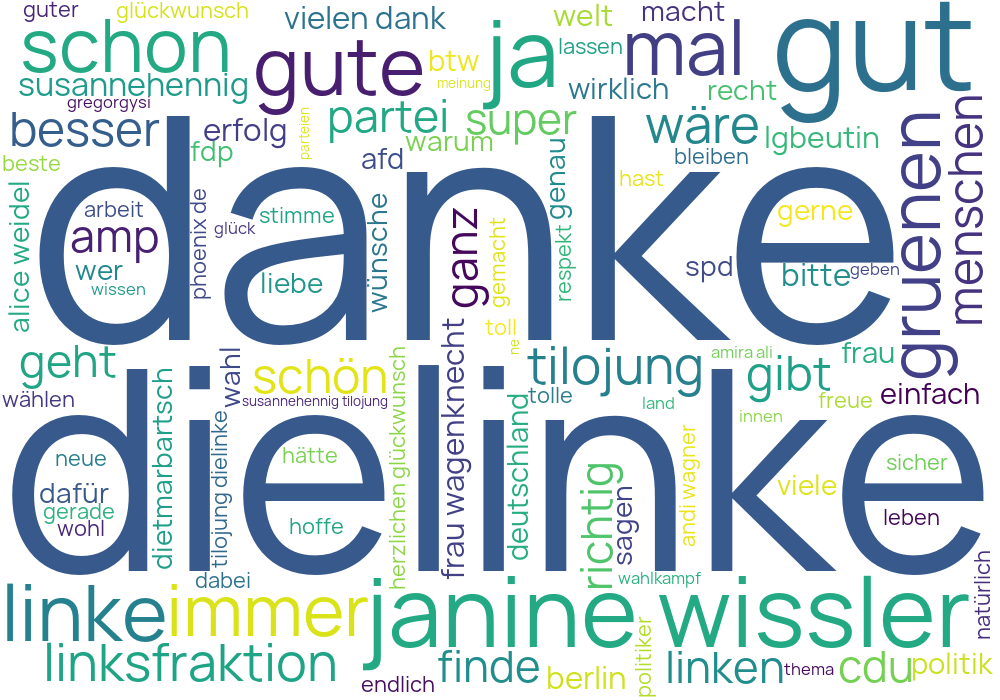 guter
glückwunsch
vielen dank
welt
macht
schon
gute
btw
ja
lassen
mal
gut
susannehennig
meinung
wirklich
recht
gregorgysi
besser
erfolg
parteien
partei
super
wäre
lgbeutin
fdp
warum
afd
genau
bleiben
gruenen
menschen
beste
hast
danke
arbeit
stimme
gerne
amp
glück
wer
wissen
phoenix de
liebe
wünsche
ganz
gemacht
respekt
spd
bitte
geben
alice weidel
toll
ne
geht
wahl
schön
frau wagenknecht
tilojung
amira ali
gibt
frau
wählen
susannehennig tilojung
tolle
land
innen
freue
einfach
dielinke
neue
dafür
gerade
wohl
dietmarbartsch
tilojung dielinke
hätte
hoffe
herzlichen glückwunsch
deutschland
richtig
sagen
andi wagner
viele
sicher
leben
natürlich
dabei
wahlkampf
linke
immer
janine wissler
linksfraktion
endlich
finde
berlin
politiker
linken
thema
cdu
politik